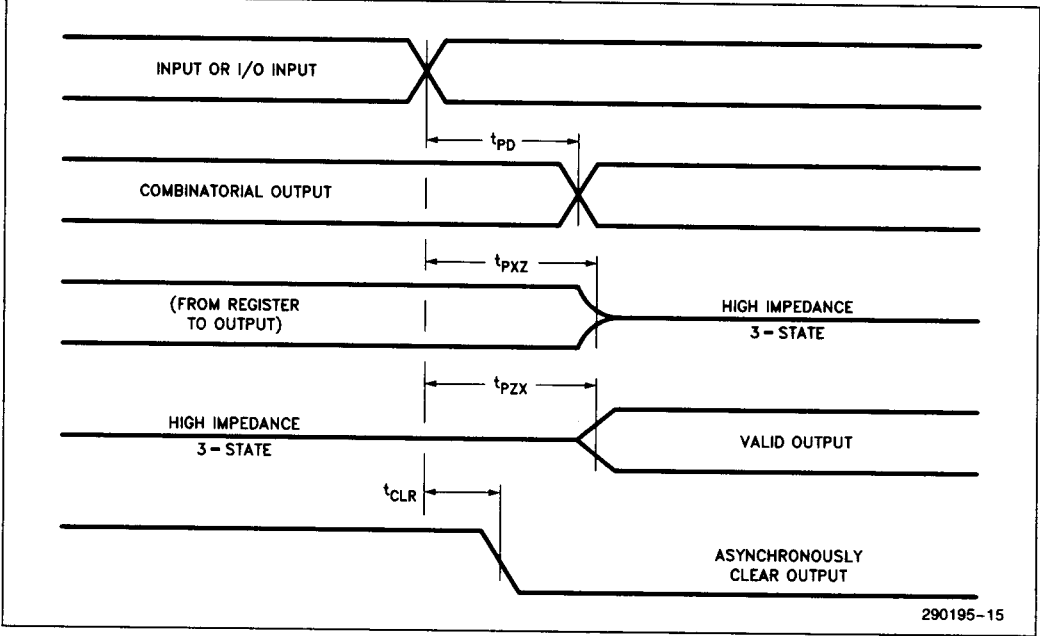 INPUT OR I/O INPUT
tPD
COMBINATORIAL OUTPUT
tPXZ
(FROM REGISTER
TO OUTPUT)
HIGH IMPEDANCE
3-STATE
tPZX
HIGH IMPEDANCE
3-STATE
VALID OUTPUT
tCLR
ASYNCHRONOUSLY
CLEAR OUTPUT
290195-15